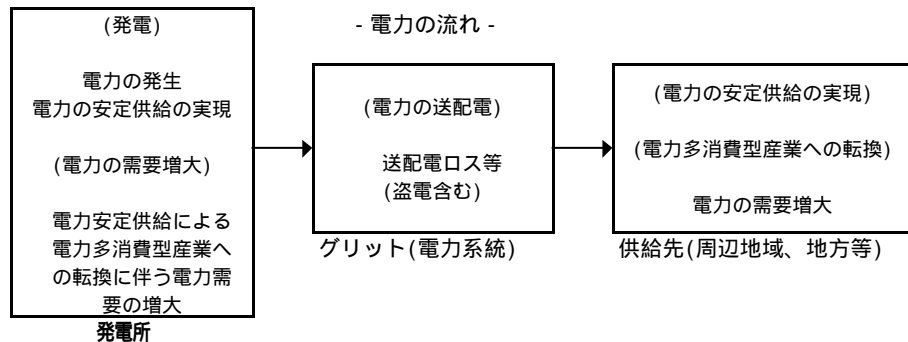 - 電力の流れ -
(発電)
電力の発生
電力の安定供給の実現
(電力の需要増大)
電力安定供給による
電力多消費型産業へ
の転換に伴う電力需
要の増大
発電所
(電力の送配電)
送配電ロス等
(盗電含む)
グリット(電力系統)
(電力の安定供給の実現)
(電力多消費型産業への転換)
電力の需要増大
供給先(周辺地域、地方等)